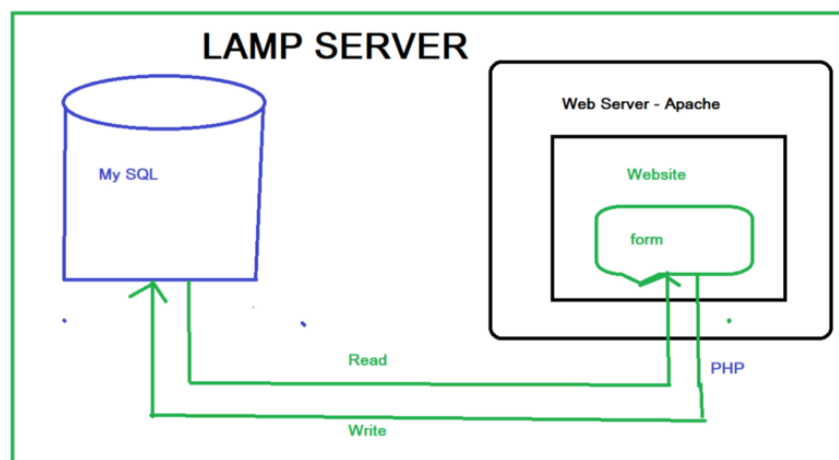 LAMP SERVER
Web Server - Apache
My SQL
Website
form
Read
PHP
Write